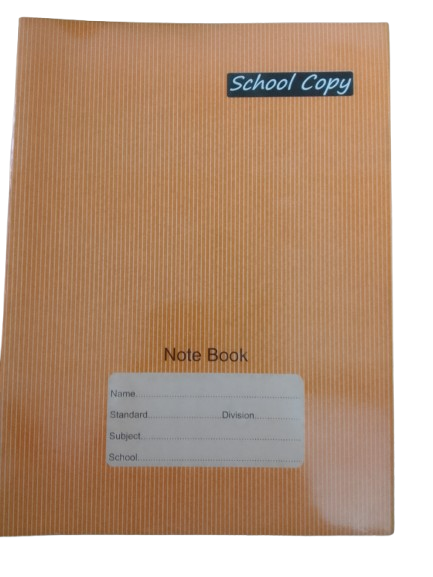 School Copy
Note Book
Name
Standard Division
Subject
School